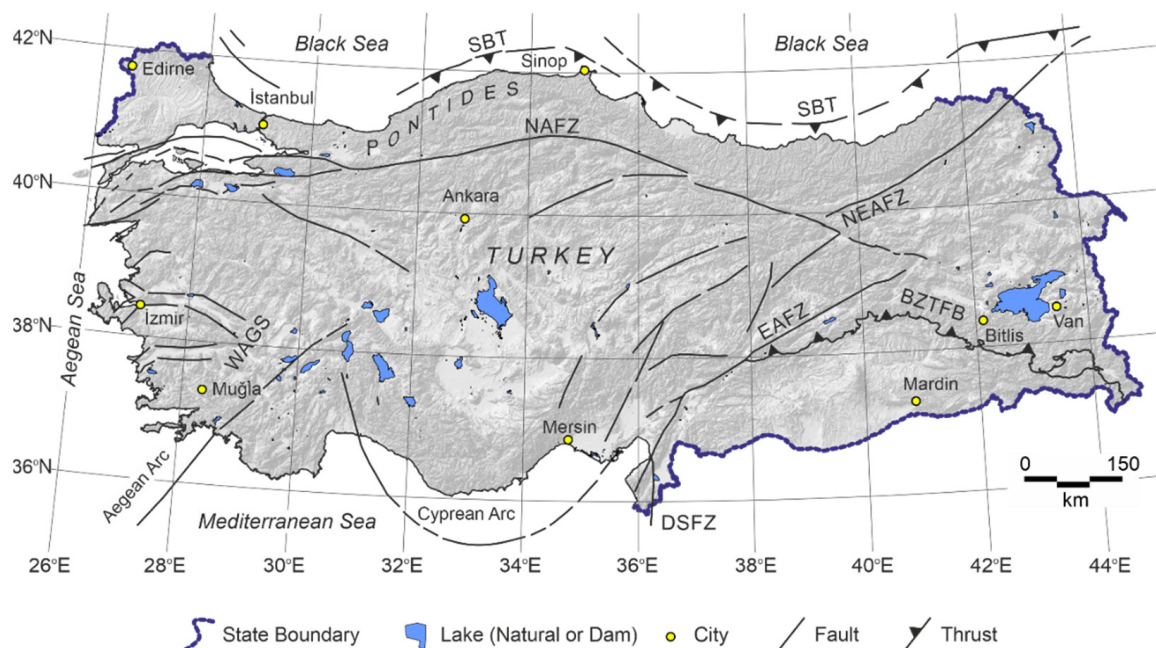 42°N
Black Sea
SBT
Black Sea
Edirne
Sinop
İstanbul
PONTIDES
SBT
NAFZ
40°N
Ankara
NEAFZ
TURKEY
Aegean Sea
38°N
İzmir
WAGS
EAFZ
BZTFB
Bitlis
Van
Muğla
Mardin
Mersin
36°N
Aegean Arc
0 150
km
Mediterranean Sea
Cyprean Arc
DSFZ
26°E 28°E 30°E 32°E 34°E 36°E 38°E 40°E 42°E 44°E
State Boundary Lake (Natural or Dam) City Fault Thrust